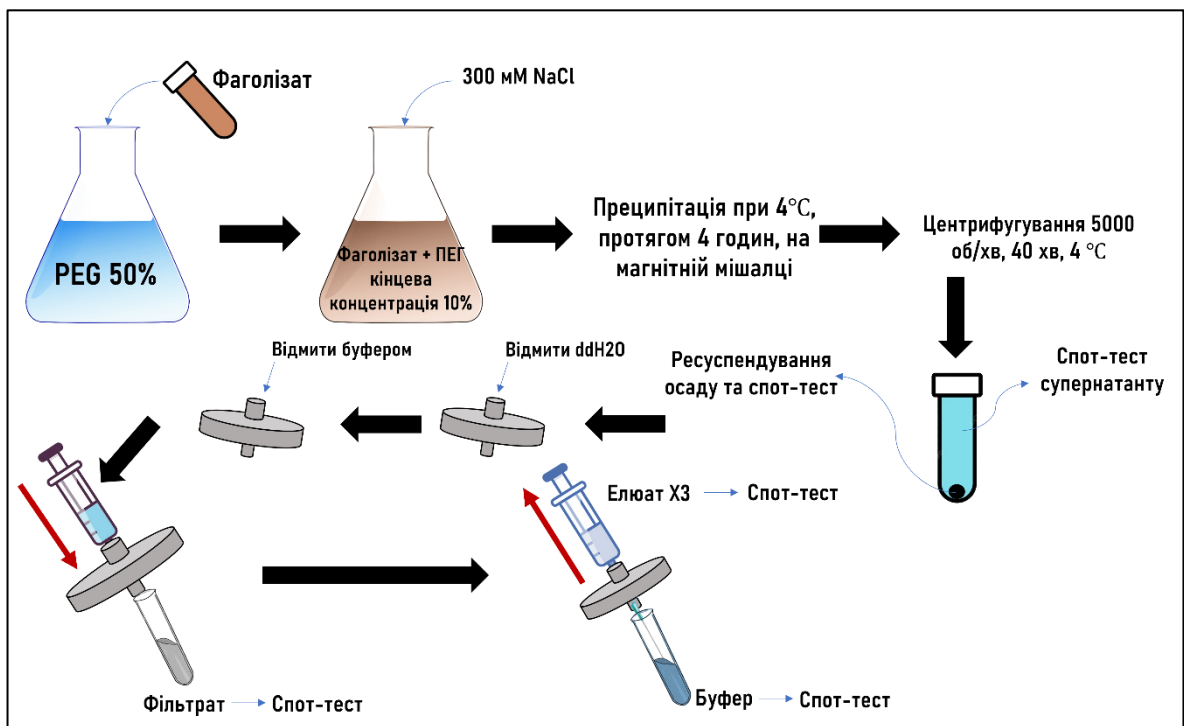 Фаголізат
300 мМ NaCl
PEG 50%
Фаголізат + ПЕГ
кінцева
концентрація 10%
Преципітація при 4°C,
протягом 4 годин, на
магнітній мішалці
Центрифугування 5000
об/хв, 40 хв, 4 °C
Відмити буфером
Відмити ddH2O
Ресуспендування
осаду та спот-тест
Спот-тест
супернатанту
Елюат X3
Спот-тест
Фільтрат
Спот-тест
Буфер
Спот-тест